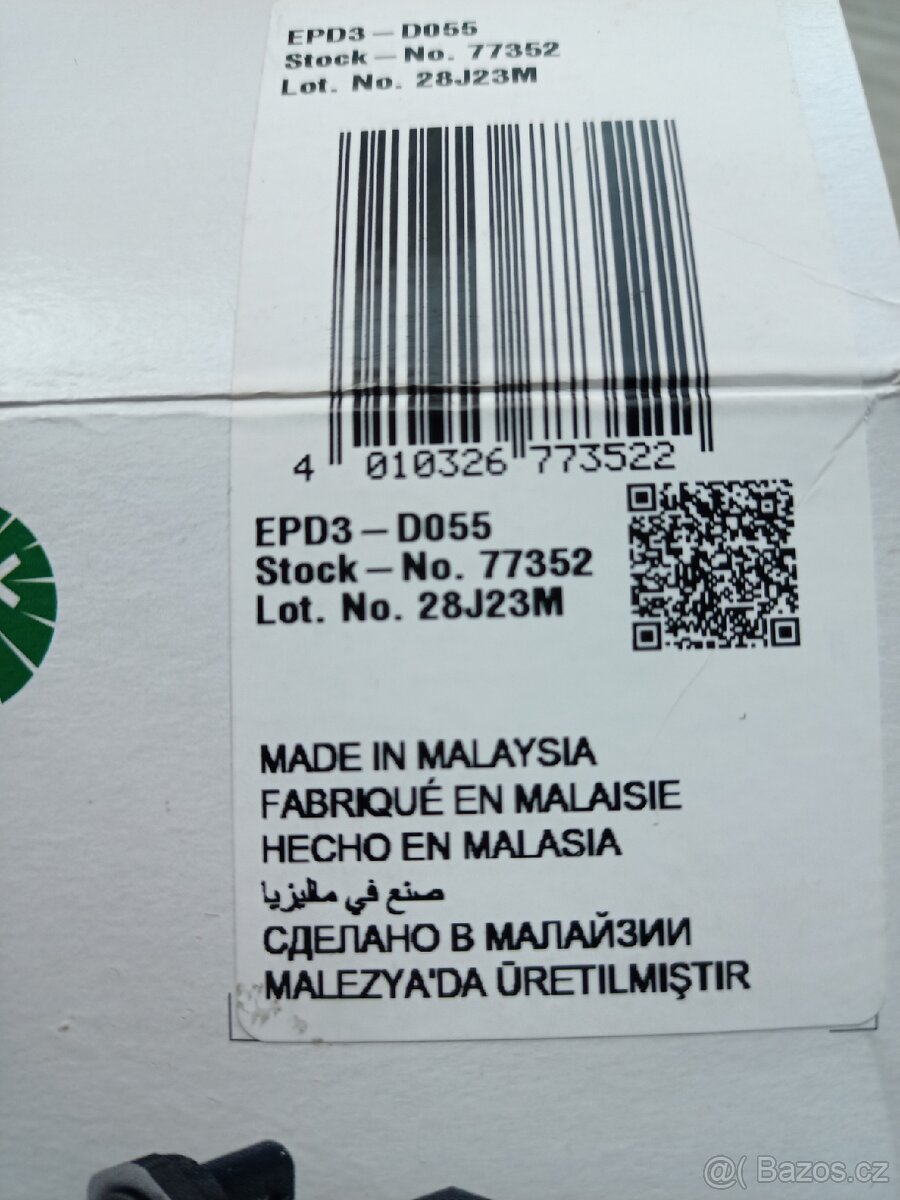 EPD3 – D055
Stock – No. 77352
Lot. No. 28J23M
4 010326 773522
EPD3 – D055
Stock – No. 77352
Lot. No. 28J23M
MADE IN MALAYSIA
FABRIQUÉ EN MALAISIE
HECHO EN MALASIA
صنع في ماليزيا
СДЕЛАНО В МАЛАЙЗИИ
MALEZYA'DA ÜRETILMIŞTIR
@( Bazos.cz